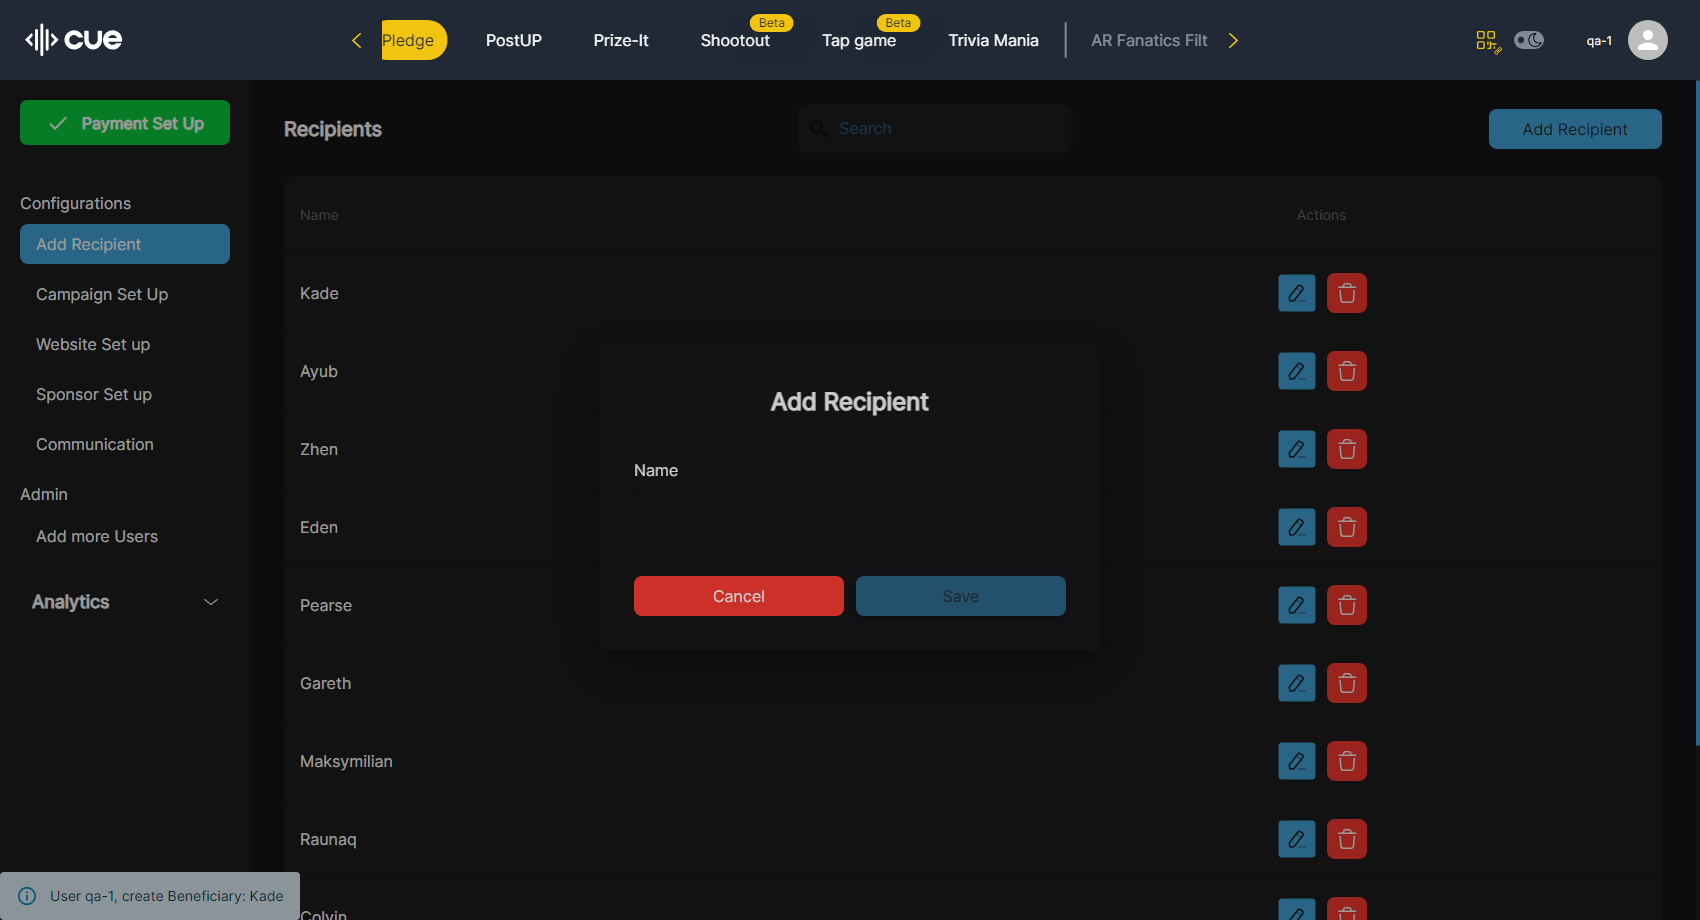 cue
Pledge
PostUP
Prize-It
Shootout
Beta
Tap game
Beta
Trivia Mania
AR Fanatics Filt
qa-1
Payment Set Up
Configurations
Add Recipient
Campaign Set Up
Website Set up
Sponsor Set up
Communication
Admin
Add more Users
Analytics
Recipients
Search
Add Recipient
Name
Actions
Kade
Ayub
Zhen
Eden
Pearse
Gareth
Maksymilian
Raunaq
Colvin
Add Recipient
Name
Cancel
Save
User qa-1, create Beneficiary: Kade